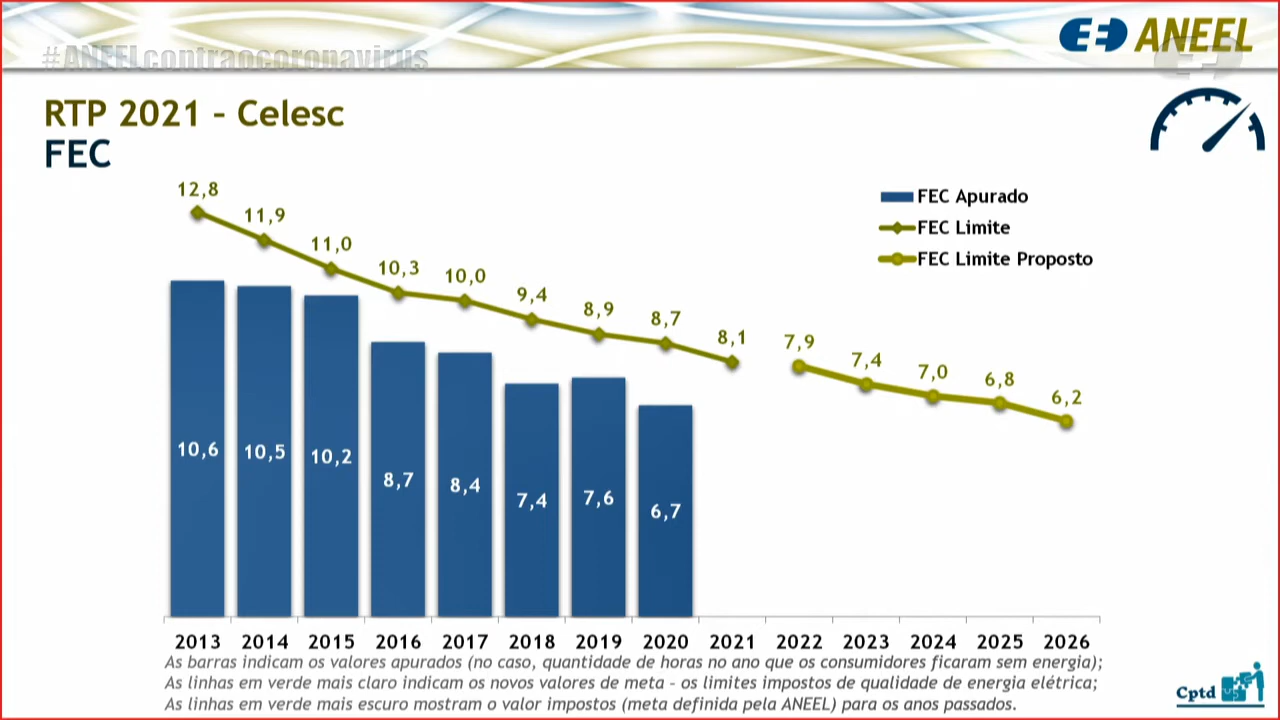 #ANEELcontraocoronavirus
ANEEL
RTP 2021 – Celesc
FEC
FEC Apurado
FEC Limite
FEC Limite Proposto
12,8
11,9
11,0
10,3
10,0
9,4
8,9
8,7
8,1
7,9
7,4
7,0
6,8
6,2
10,6
10,5
10,2
8,7
8,4
7,4
7,6
6,7
2013 2014 2015 2016 2017 2018 2019 2020 2021 2022 2023 2024 2025 2026
As barras indicam os valores apurados (no caso, quantidade de horas no ano que os consumidores ficaram sem energia);
As linhas em verde mais claro indicam os novos valores de meta – os limites impostos de qualidade de energia elétrica;
As linhas em verde mais escuro mostram o valor impostos (meta definida pela ANEEL) para os anos passados.
Cptd